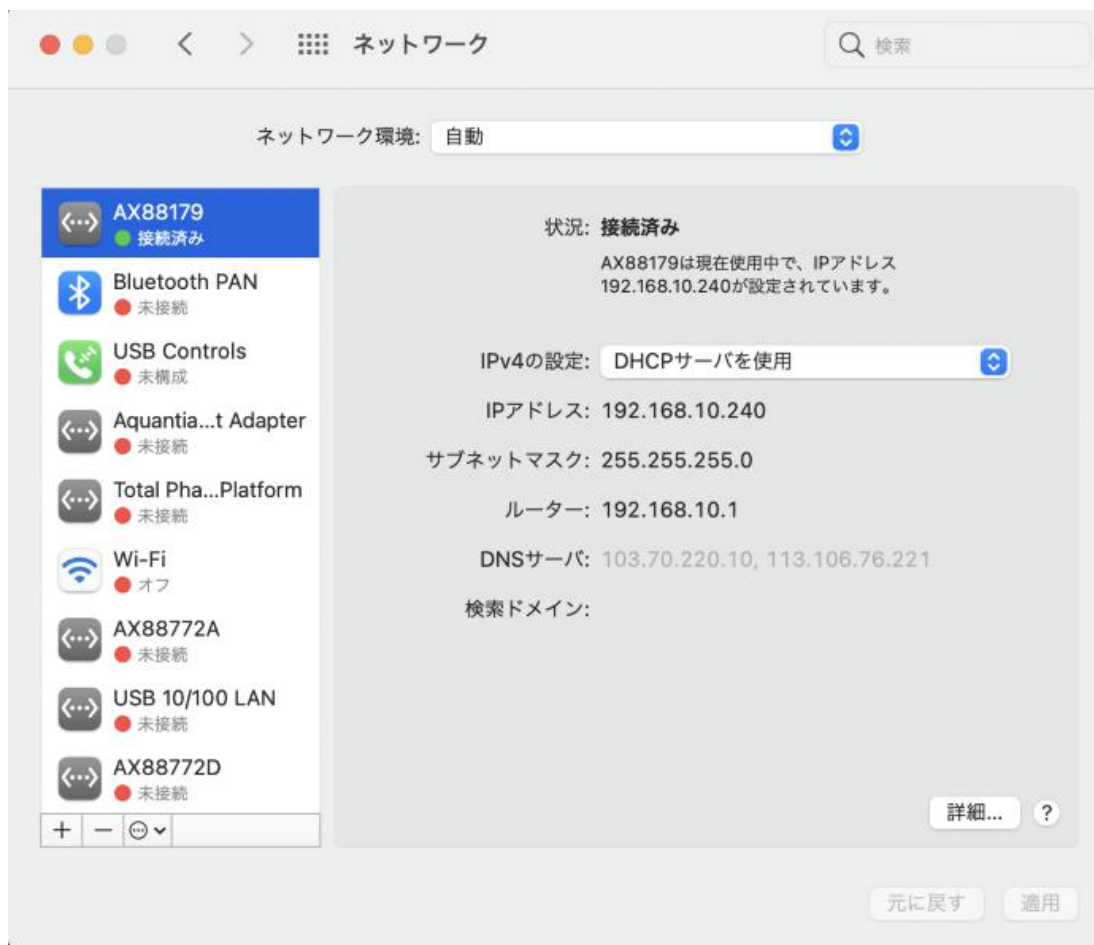 ネットワーク
検索
ネットワーク環境: 自動
AX88179
接続済み
Bluetooth PAN
未接続
USB Controls
未構成
Aquantia...t Adapter
未接続
Total Pha...Platform
未接続
Wi-Fi
オフ
AX88772A
未接続
USB 10/100 LAN
未接続
AX88772D
未接続
状況: 接続済み
AX88179は現在使用中で、IPアドレス
192.168.10.240が設定されています。
IPv4の設定: DHCPサーバを使用
IPアドレス: 192.168.10.240
サブネットマスク: 255.255.255.0
ルーター: 192.168.10.1
DNSサーバ: 103.70.220.10, 113.106.76.221
検索ドメイン:
詳細... ?
元に戻す 適用